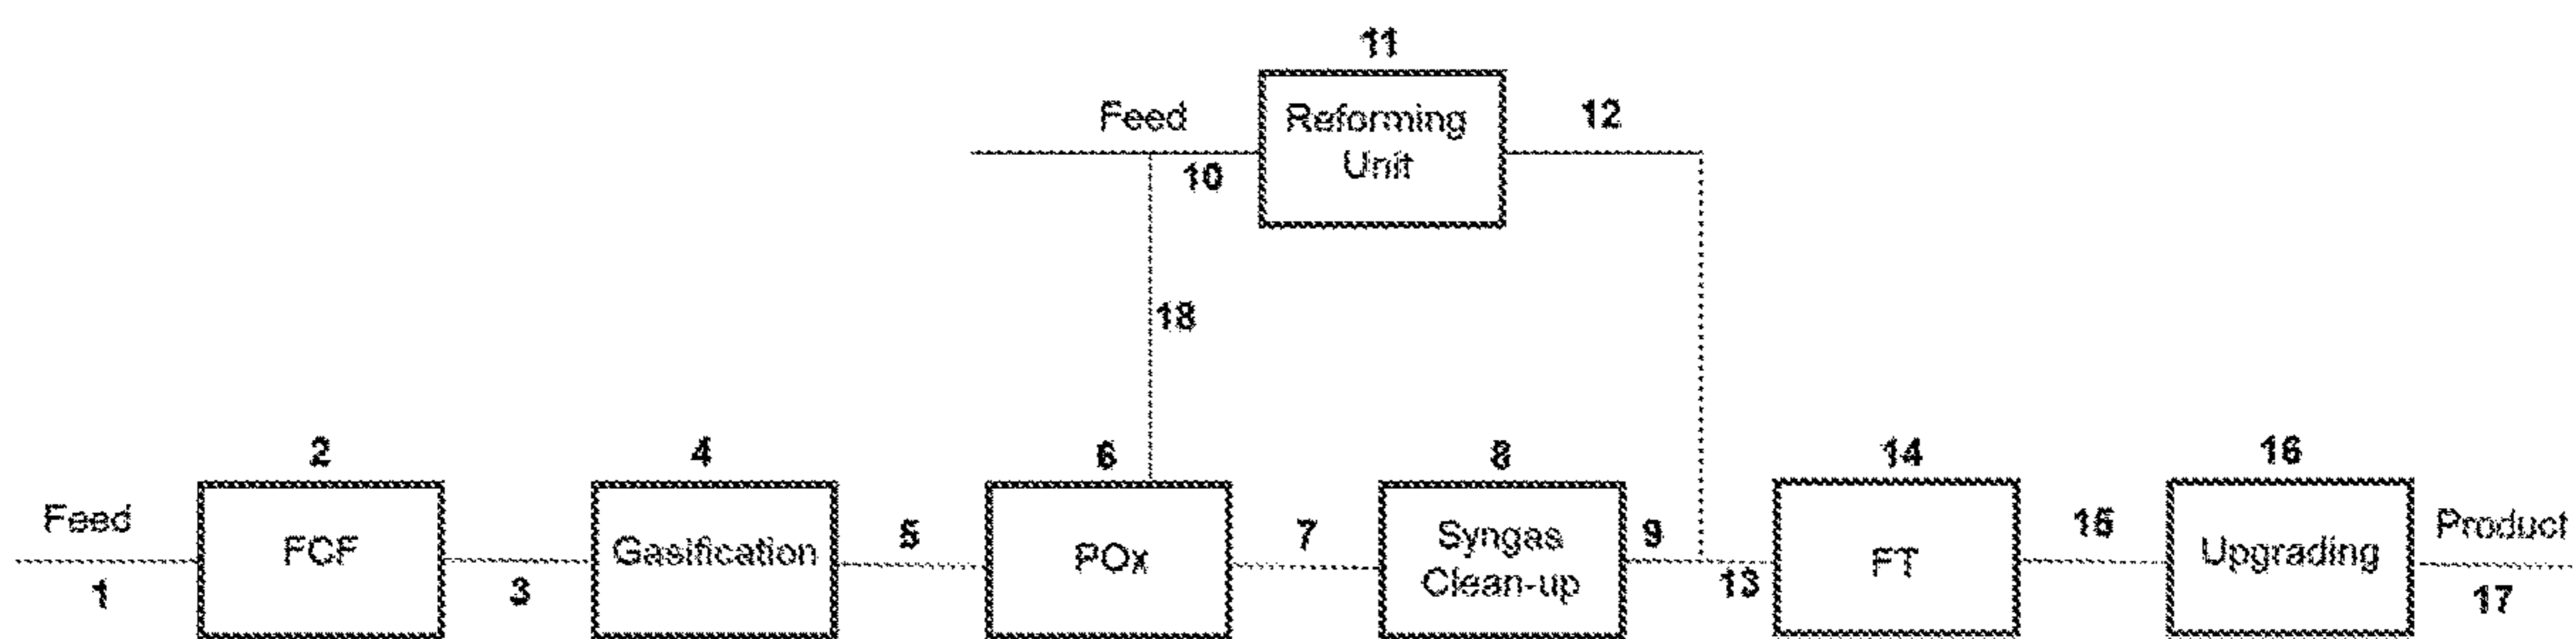 11
Feed
Reforming
Unit
12
10
18
2
4
6
8
14
16
Feed
FCF
Gasification
5
POx
7
Syngas
Clean-up
9
FT
15
Upgrading
Product
1
3
13
17